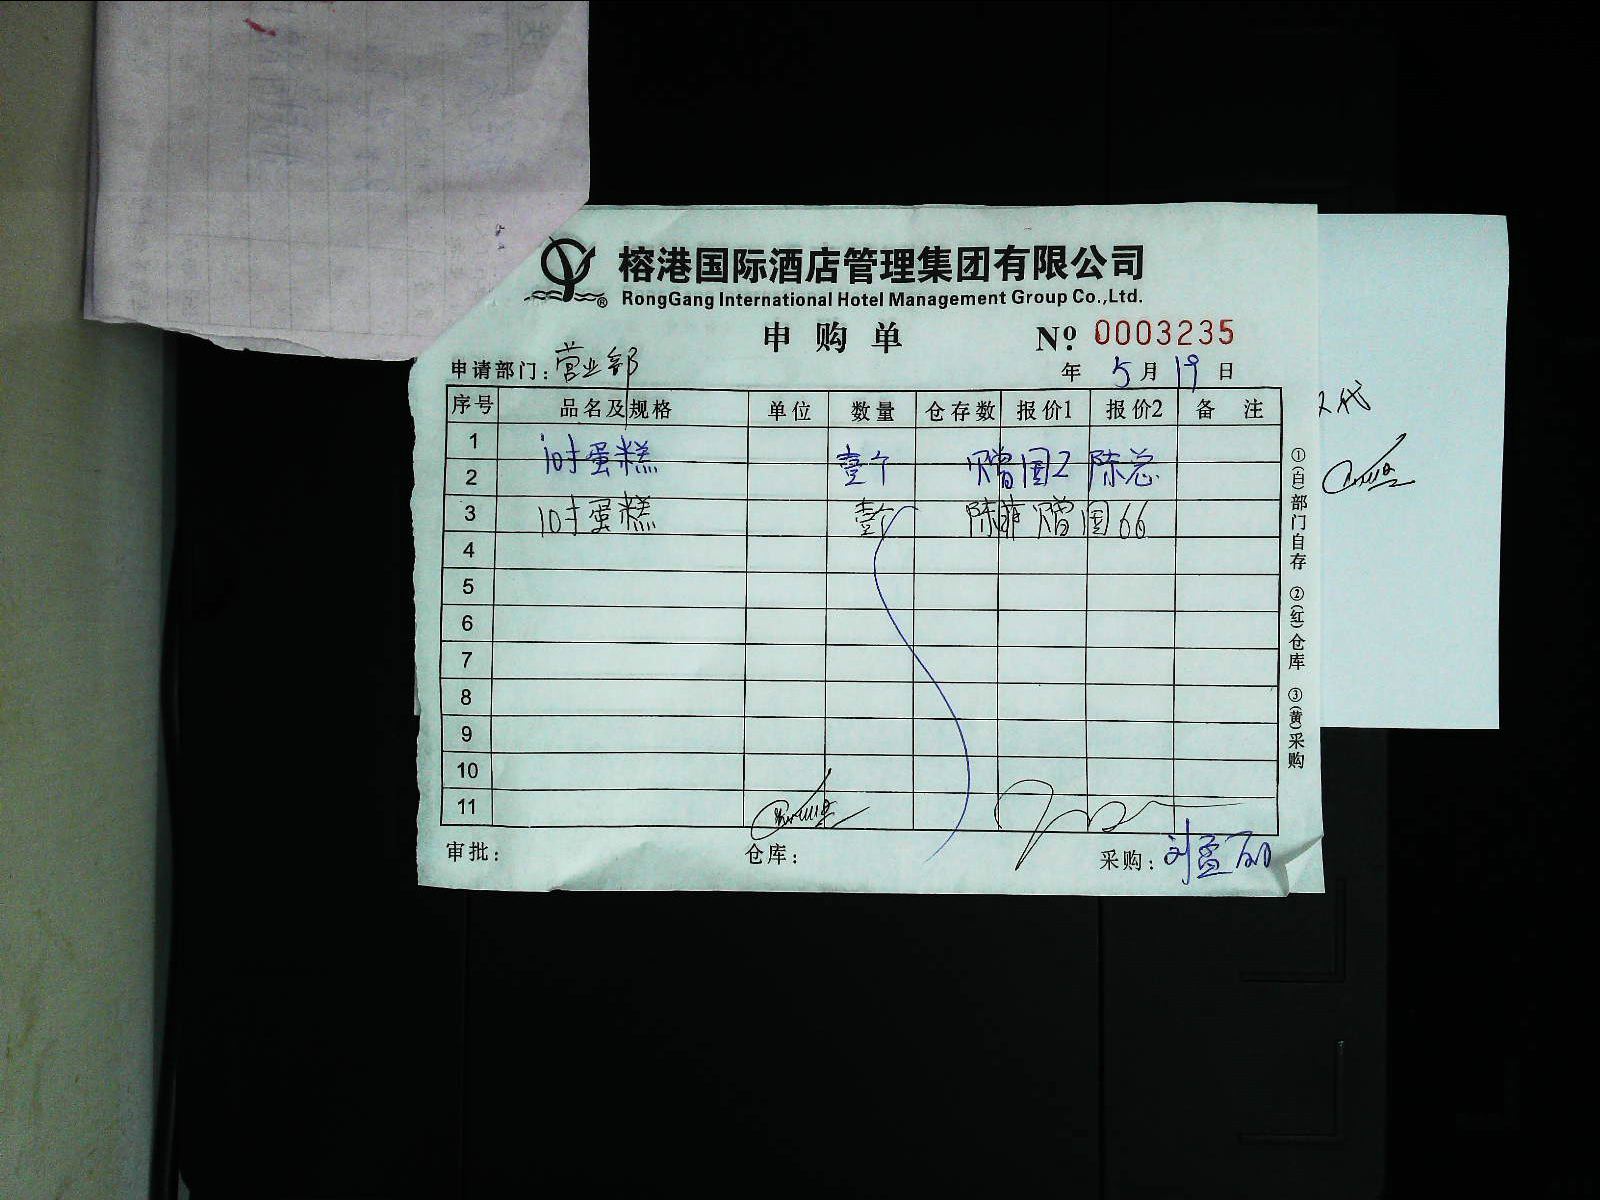 榕港国际酒店管理集团有限公司
RongGang International Hotel Management Group Co.,Ltd.
申购单 Nº 0003235
申请部门：营业部 年 5 月 19 日
序号 品名及规格 单位 数量 仓存数 报价1 报价2 备 注
1
10寸蛋糕 壹个 赠国2 陈总
2
3 10寸蛋糕 壹个 陈菲 赠国66
4
5
6
7
8
9
10
11
审批： 仓库： 采购：
①(白)部门自存 ②(红)仓库 ③(黄)采购